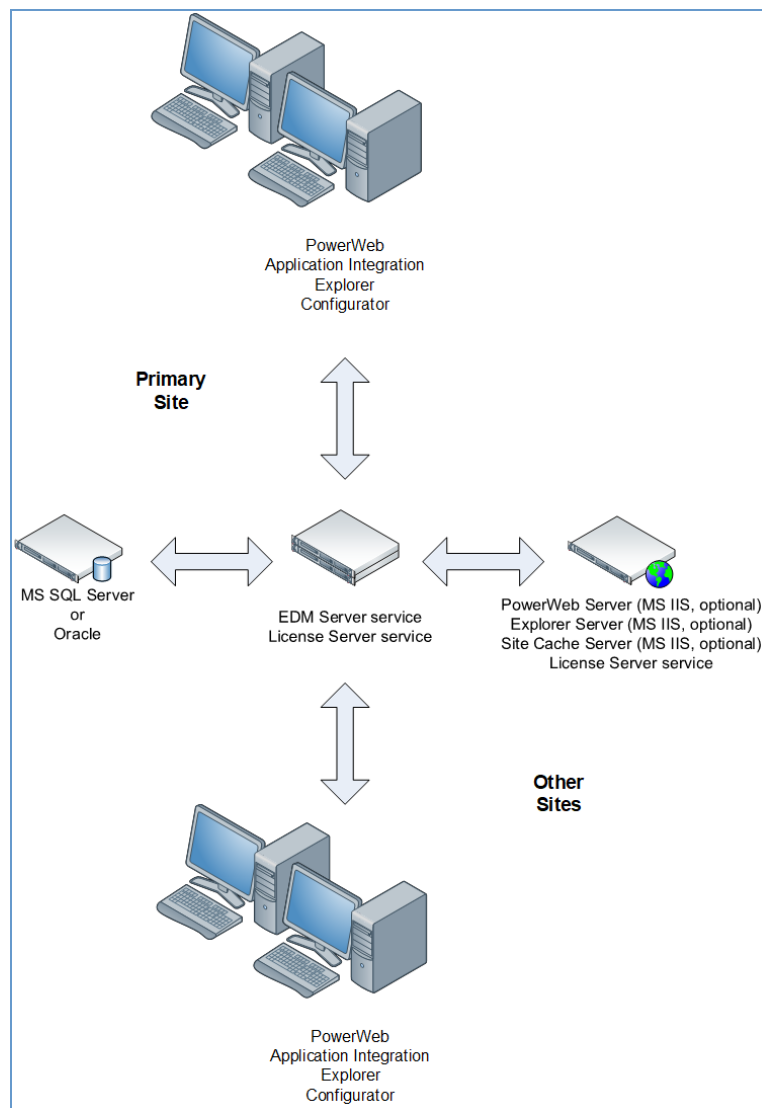 PowerWeb
Application Integration
Explorer
Configurator
Primary
Site
MS SQL Server
or
Oracle
EDM Server service
License Server service
PowerWeb Server (MS IIS, optional)
Explorer Server (MS IIS, optional)
Site Cache Server (MS IIS, optional)
License Server service
Other
Sites
PowerWeb
Application Integration
Explorer
Configurator